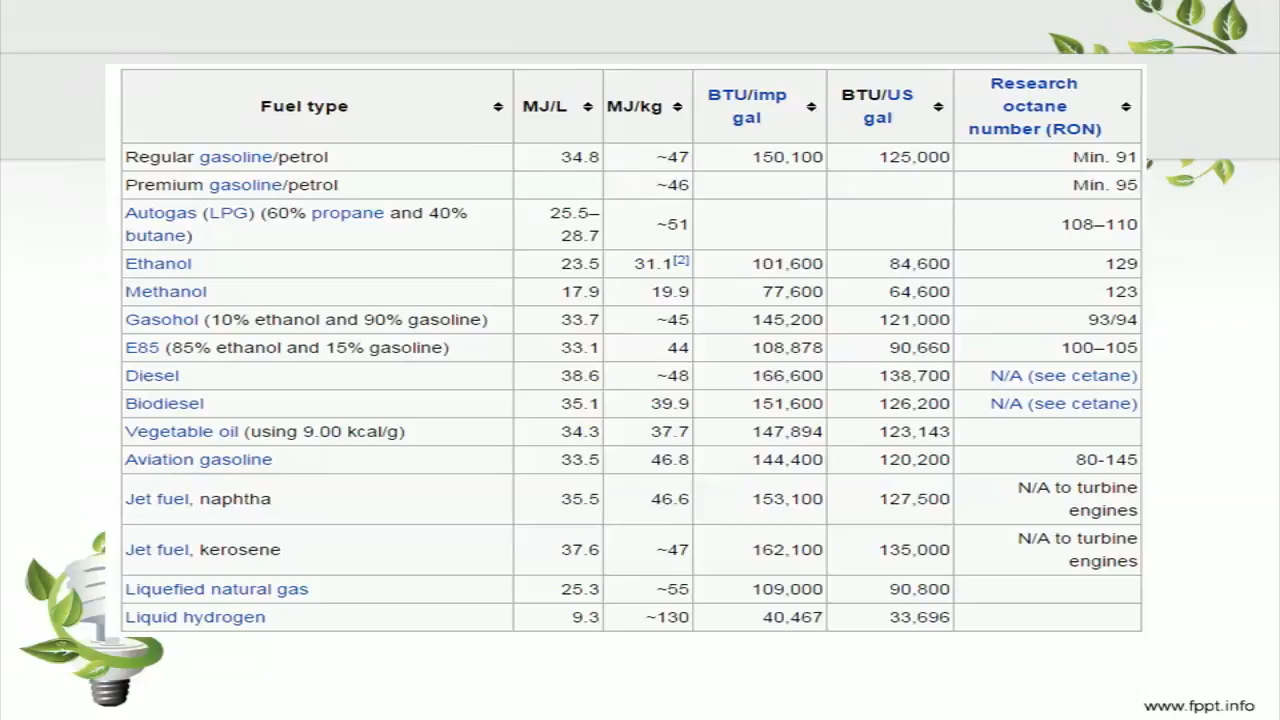 Fuel type MJ/L MJ/kg BTU/imp gal BTU/US gal Research octane number (RON)
Regular gasoline/petrol 34.8 ~47 150,100 125,000 Min. 91
Premium gasoline/petrol ~46 Min. 95
Autogas (LPG) (60% propane and 40% butane) 25.5–28.7 ~51 108–110
Ethanol 23.5 31.1[2] 101,600 84,600 129
Methanol 17.9 19.9 77,600 64,600 123
Gasohol (10% ethanol and 90% gasoline) 33.7 ~45 145,200 121,000 93/94
E85 (85% ethanol and 15% gasoline) 33.1 44 108,878 90,660 100–105
Diesel 38.6 ~48 166,600 138,700 N/A (see cetane)
Biodiesel 35.1 39.9 151,600 126,200 N/A (see cetane)
Vegetable oil (using 9.00 kcal/g) 34.3 37.7 147,894 123,143
Aviation gasoline 33.5 46.8 144,400 120,200 80-145
Jet fuel, naphtha 35.5 46.6 153,100 127,500 N/A to turbine engines
Jet fuel, kerosene 37.6 ~47 162,100 135,000 N/A to turbine engines
Liquefied natural gas 25.3 ~55 109,000 90,800
Liquid hydrogen 9.3 ~130 40,467 33,696
www.fppt.info